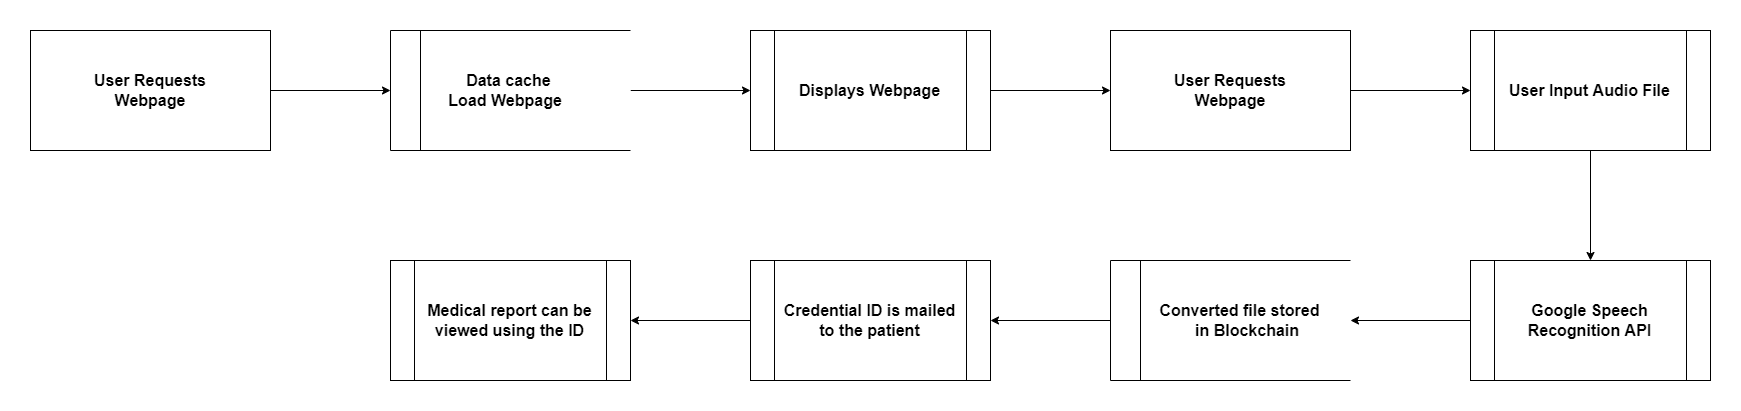 User Requests
Webpage
Data cache
Load Webpage
Displays Webpage
User Requests
Webpage
User Input Audio File
Medical report can be
viewed using the ID
Credential ID is mailed
to the patient
Converted file stored
in Blockchain
Google Speech
Recognition API